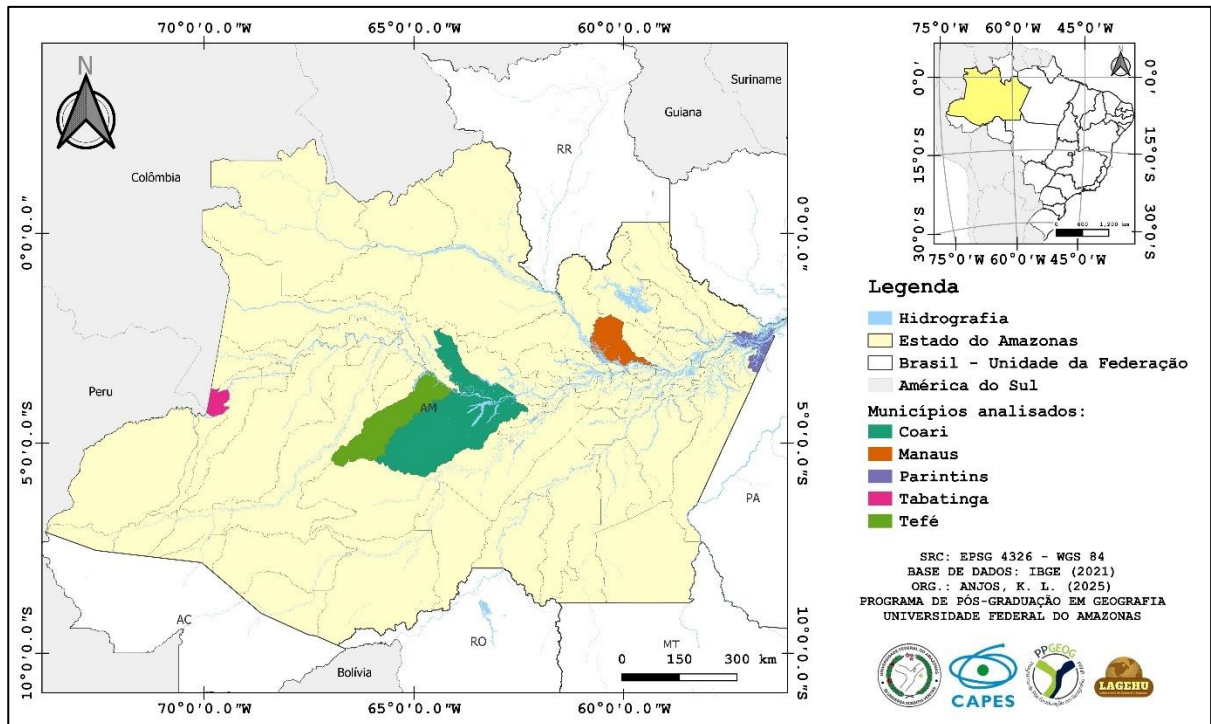 70°0'0.0"W
65°0'0.0"W
60°0'0.0"W
N
Suriname
Guiana
RR
Colômbia
0°0'0.0"
0°0'0.0"
Peru
AM
5°0'0.0"S
5°0'0.0"S
PA
AC
RO
MT
Bolívia
0 150 300 km
10°0'0.0"S
10°0'0.0"S
70°0'0.0"W
65°0'0.0"W
60°0'0.0"W
75°0'W
60°0'W
45°0'W
0°0'
0°0'
15°0'S
15°0'S
30°0'S
30°0'S
0 600 1.200 km
75°0'W
60°0'W
45°0'W
Legenda
Hidrografia
Estado do Amazonas
Brasil - Unidade da Federação
América do Sul
Municípios analisados:
Coari
Manaus
Parintins
Tabatinga
Tefé
SRC: EPSG 4326 - WGS 84
BASE DE DADOS: IBGE (2021)
ORG.: ANJOS, K. L. (2025)
PROGRAMA DE PÓS-GRADUAÇÃO EM GEOGRAFIA
UNIVERSIDADE FEDERAL DO AMAZONAS
CAPES
PPGEOG
LAGEHU